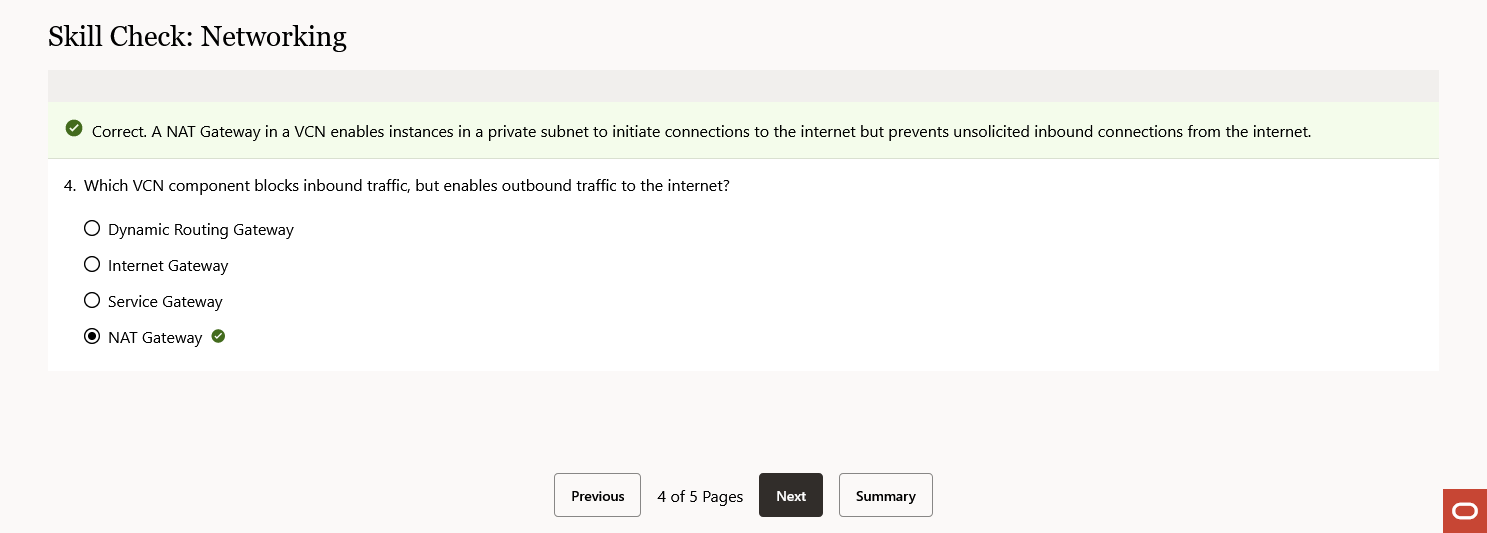 Skill Check: Networking
Correct. A NAT Gateway in a VCN enables instances in a private subnet to initiate connections to the internet but prevents unsolicited inbound connections from the internet.
4. Which VCN component blocks inbound traffic, but enables outbound traffic to the internet?
Dynamic Routing Gateway
Internet Gateway
Service Gateway
NAT Gateway
Previous 4 of 5 Pages Next Summary